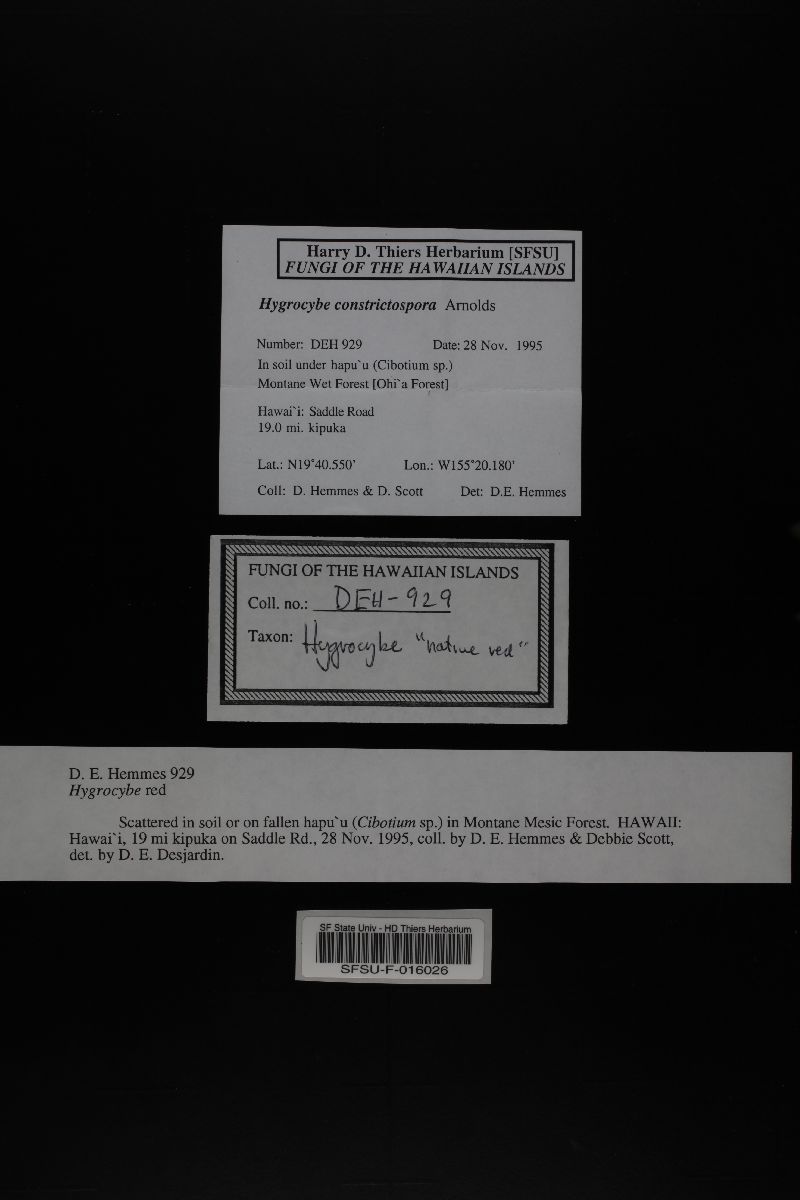 Harry D. Thiers Herbarium [SFSU]
FUNGI OF THE HAWAIIAN ISLANDS
Hygrocybe constrictospora Arnolds
Number: DEH 929 Date: 28 Nov. 1995
In soil under hapu`u (Cibotium sp.)
Montane Wet Forest [Ohi`a Forest]
Hawai`i: Saddle Road
19.0 mi. kipuka
Lat.: N19°40.550' Lon.: W155°20.180'
Coll: D. Hemmes & D. Scott Det: D.E. Hemmes
FUNGI OF THE HAWAIIAN ISLANDS
Coll. no.: DEH-929
Taxon: Hygrocybe "native red"
D. E. Hemmes 929
Hygrocybe red
Scattered in soil or on fallen hapu`u (Cibotium sp.) in Montane Mesic Forest. HAWAII:
Hawai`i, 19 mi kipuka on Saddle Rd., 28 Nov. 1995, coll. by D. E. Hemmes & Debbie Scott,
det. by D. E. Desjardin.
SF State Univ - HD Thiers Herbarium
SFSU-F-016026